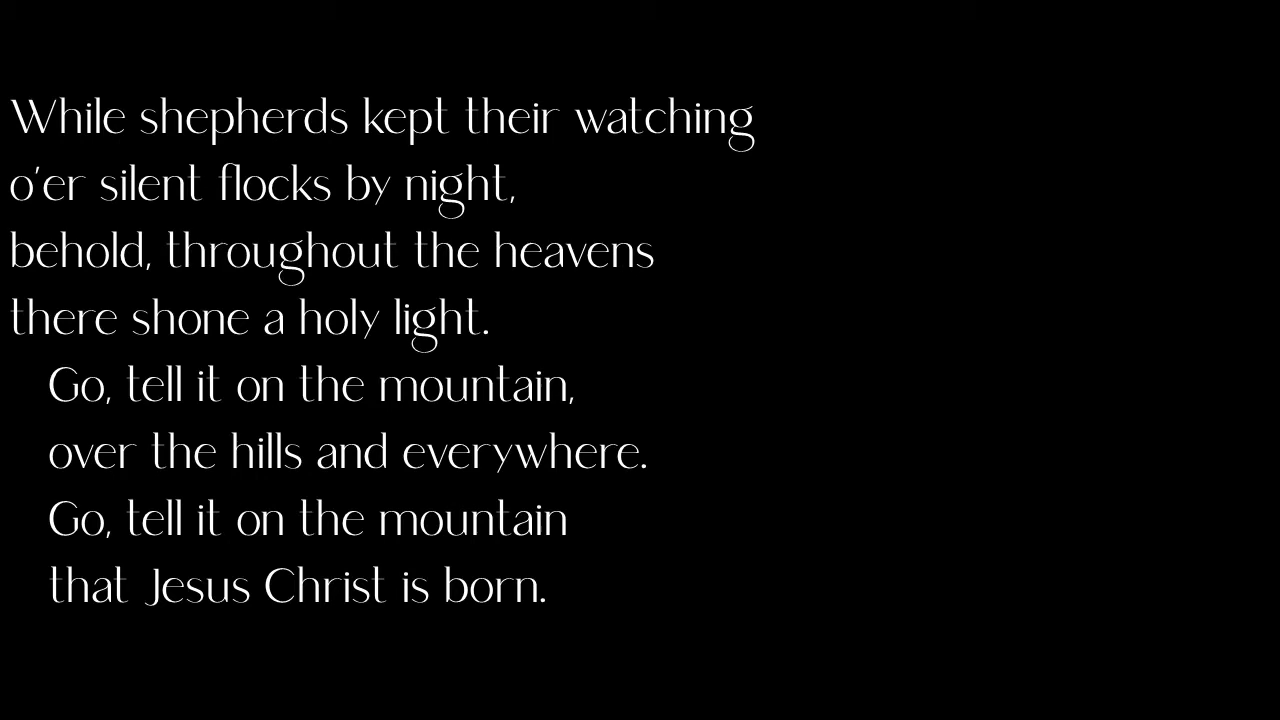 While shepherds kept their watching
o'er silent flocks by night,
behold, throughout the heavens
there shone a holy light.
Go, tell it on the mountain,
over the hills and everywhere.
Go, tell it on the mountain
that Jesus Christ is born.